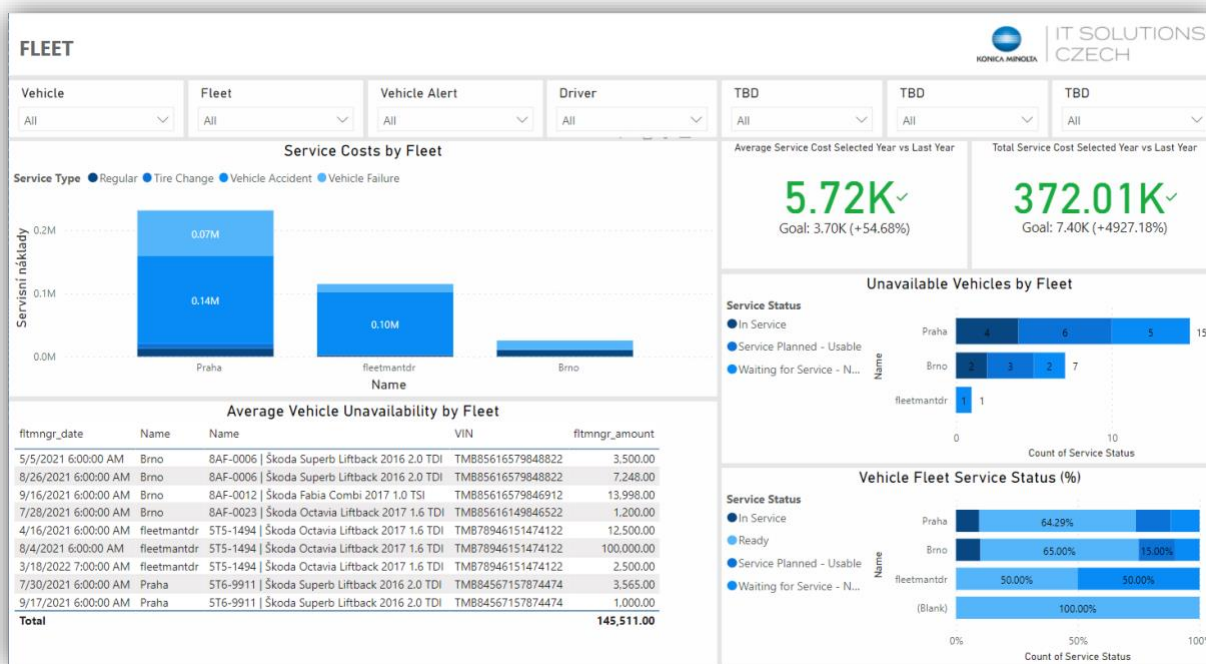 FLEET
KONICA MINOLTA
IT SOLUTIONS
CZECH
Vehicle
Fleet
Vehicle Alert
Driver
TBD
TBD
TBD
All
All
All
All
All
All
All
Service Costs by Fleet
Service Type Regular Tire Change Vehicle Accident Vehicle Failure
Servisní náklady
0.2M
0.1M
0.0M
0.07M
0.14M
0.10M
Praha
fleetmantdr
Brno
Name
Average Service Cost Selected Year vs Last Year
5.72K
Goal: 3.70K (+54.68%)
Total Service Cost Selected Year vs Last Year
372.01K
Goal: 7.40K (+4927.18%)
Unavailable Vehicles by Fleet
Service Status
In Service
Service Planned - Usable
Waiting for Service - N...
Name
Praha 4 6 5 15
Brno 2 3 2 7
fleetmantdr 1 1
0 10
Count of Service Status
Average Vehicle Unavailability by Fleet
fltmngr_date Name Name VIN fltmngr_amount
5/5/2021 6:00:00 AM Brno 8AF-0006 | Škoda Superb Liftback 2016 2.0 TDI TMB85616579848822 3,500.00
8/26/2021 6:00:00 AM Brno 8AF-0006 | Škoda Superb Liftback 2016 2.0 TDI TMB85616579848822 7,248.00
9/16/2021 6:00:00 AM Brno 8AF-0012 | Škoda Fabia Combi 2017 1.0 TSI TMB85616579846912 13,998.00
7/28/2021 6:00:00 AM Brno 8AF-0023 | Škoda Octavia Liftback 2017 1.6 TDI TMB85616149846522 1,200.00
4/16/2021 6:00:00 AM fleetmantdr 5T5-1494 | Škoda Octavia Liftback 2017 1.6 TDI TMB78946151474122 12,500.00
8/4/2021 6:00:00 AM fleetmantdr 5T5-1494 | Škoda Octavia Liftback 2017 1.6 TDI TMB78946151474122 100,000.00
3/18/2022 7:00:00 AM fleetmantdr 5T5-1494 | Škoda Octavia Liftback 2017 1.6 TDI TMB78946151474122 2,500.00
7/30/2021 6:00:00 AM Praha 5T6-9911 | Škoda Superb Liftback 2016 2.0 TDI TMB84567157874474 3,565.00
9/17/2021 6:00:00 AM Praha 5T6-9911 | Škoda Superb Liftback 2016 2.0 TDI TMB84567157874474 1,000.00
Total 145,511.00
Vehicle Fleet Service Status (%)
Service Status
In Service
Ready
Service Planned - Usable
Waiting for Service - N...
Name
Praha 64.29%
Brno 65.00% 15.00%
fleetmantdr 50.00% 50.00%
(Blank) 100.00%
0% 50% 100%
Count of Service Status